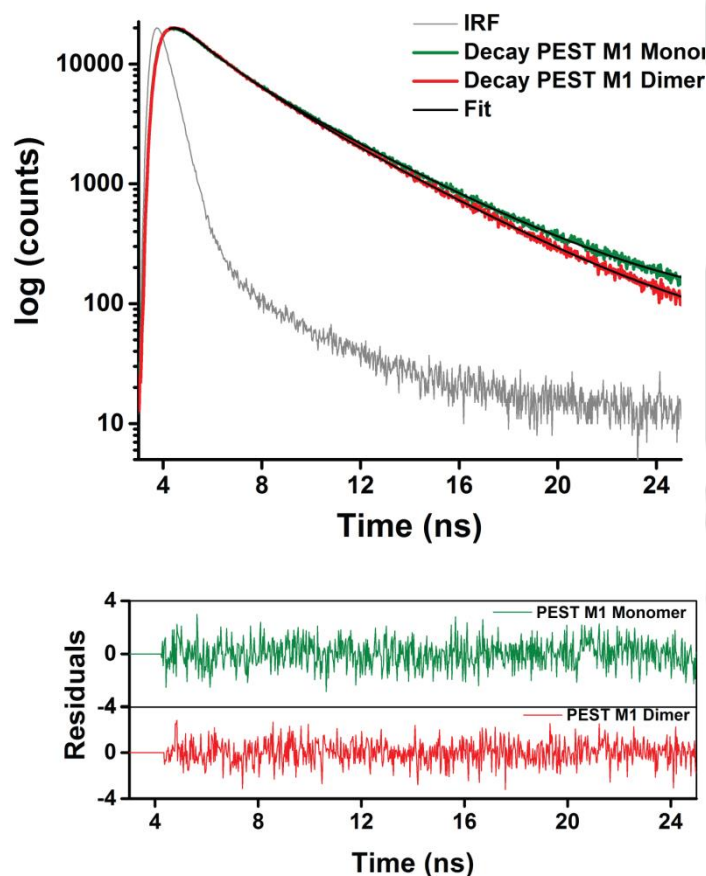 IRF
Decay PEST M1 Mono
Decay PEST M1 Dimer
Fit
log (counts)
10000
1000
100
10
4 8 12 16 20 24
Time (ns)
Residuals
4
0
-4
0
-4
PEST M1 Monomer
PEST M1 Dimer
4 8 12 16 20 24
Time (ns)